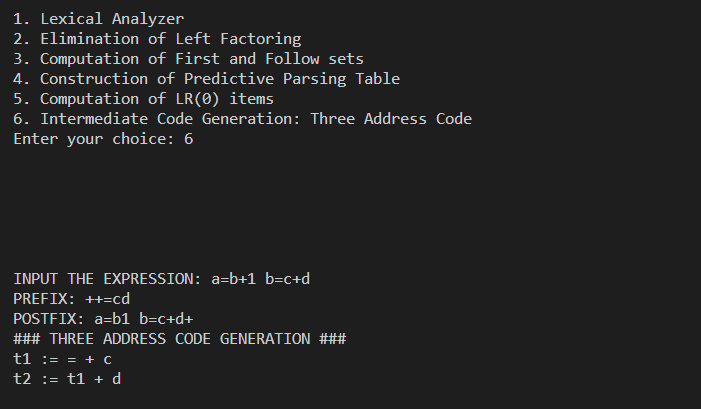 1. Lexical Analyzer
2. Elimination of Left Factoring
3. Computation of First and Follow sets
4. Construction of Predictive Parsing Table
5. Computation of LR(0) items
6. Intermediate Code Generation: Three Address Code
Enter your choice: 6
INPUT THE EXPRESSION: a=b+1 b=c+d
PREFIX: ++=cd
POSTFIX: a=b1 b=c+d+
### THREE ADDRESS CODE GENERATION ###
t1 := = + c
t2 := t1 + d